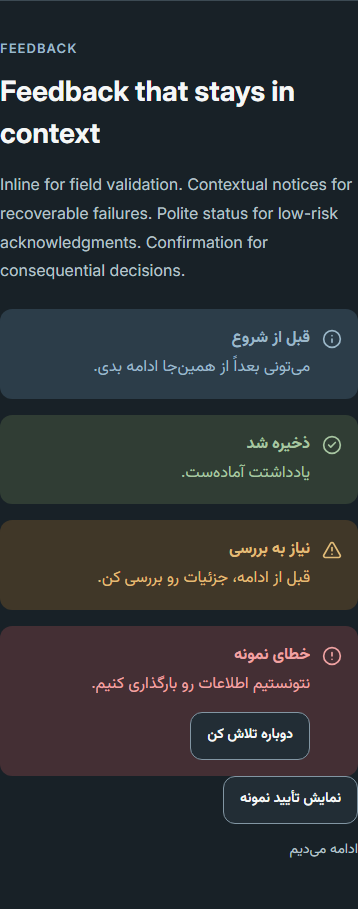 FEEDBACK
Feedback that stays in
context
Inline for field validation. Contextual notices for
recoverable failures. Polite status for low-risk
acknowledgments. Confirmation for
consequential decisions.
قبل از شروع
می‌تونی بعداً از همین‌جا ادامه بدی.
ذخیره شد
یادداشتت آماده‌ست.
نیاز به بررسی
قبل از ادامه، جزئیات رو بررسی کن.
خطای نمونه
نتونستیم اطلاعات رو بارگذاری کنیم.
دوباره تلاش کن
نمایش تأیید نمونه
ادامه می‌دیم